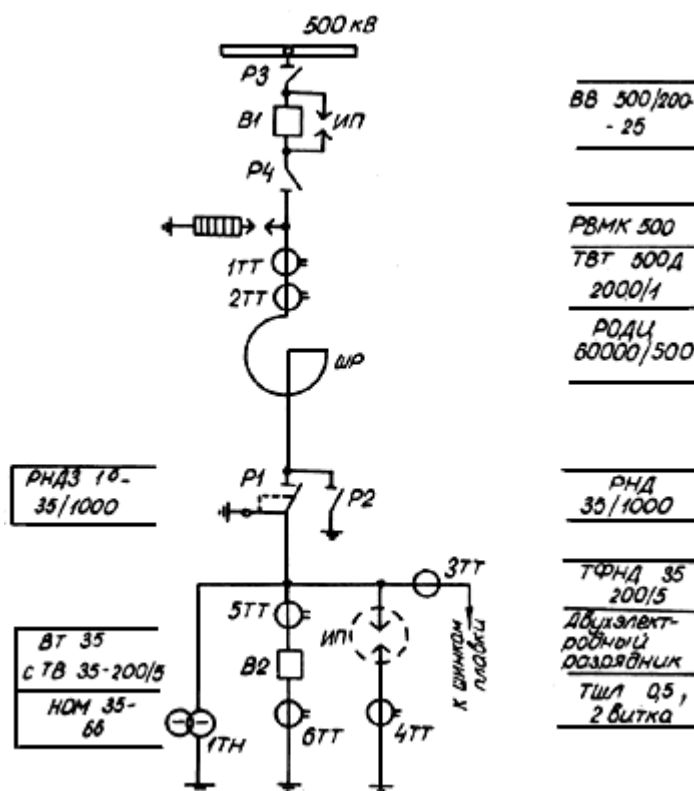 500 кВ
Р3
В1
ИП
Р4
1ТТ
2ТТ
ШР
Р1
Р2
3ТТ
5ТТ
ИП
В2
6ТТ
4ТТ
1ТН
к шинкам
плавки
РНДЗ 1б-
35/1000
ВТ 35
с ТВ 35-200/5
НОМ 35-
66
ВВ 500/200-
- 25
РВМК 500
ТВТ 500Д
2000/1
РОДЦ
60000/500
РНД
35/1000
ТФНД 35
200/5
Двухэлект-
родный
разрядник
ТШЛ 0,5,
2 витка